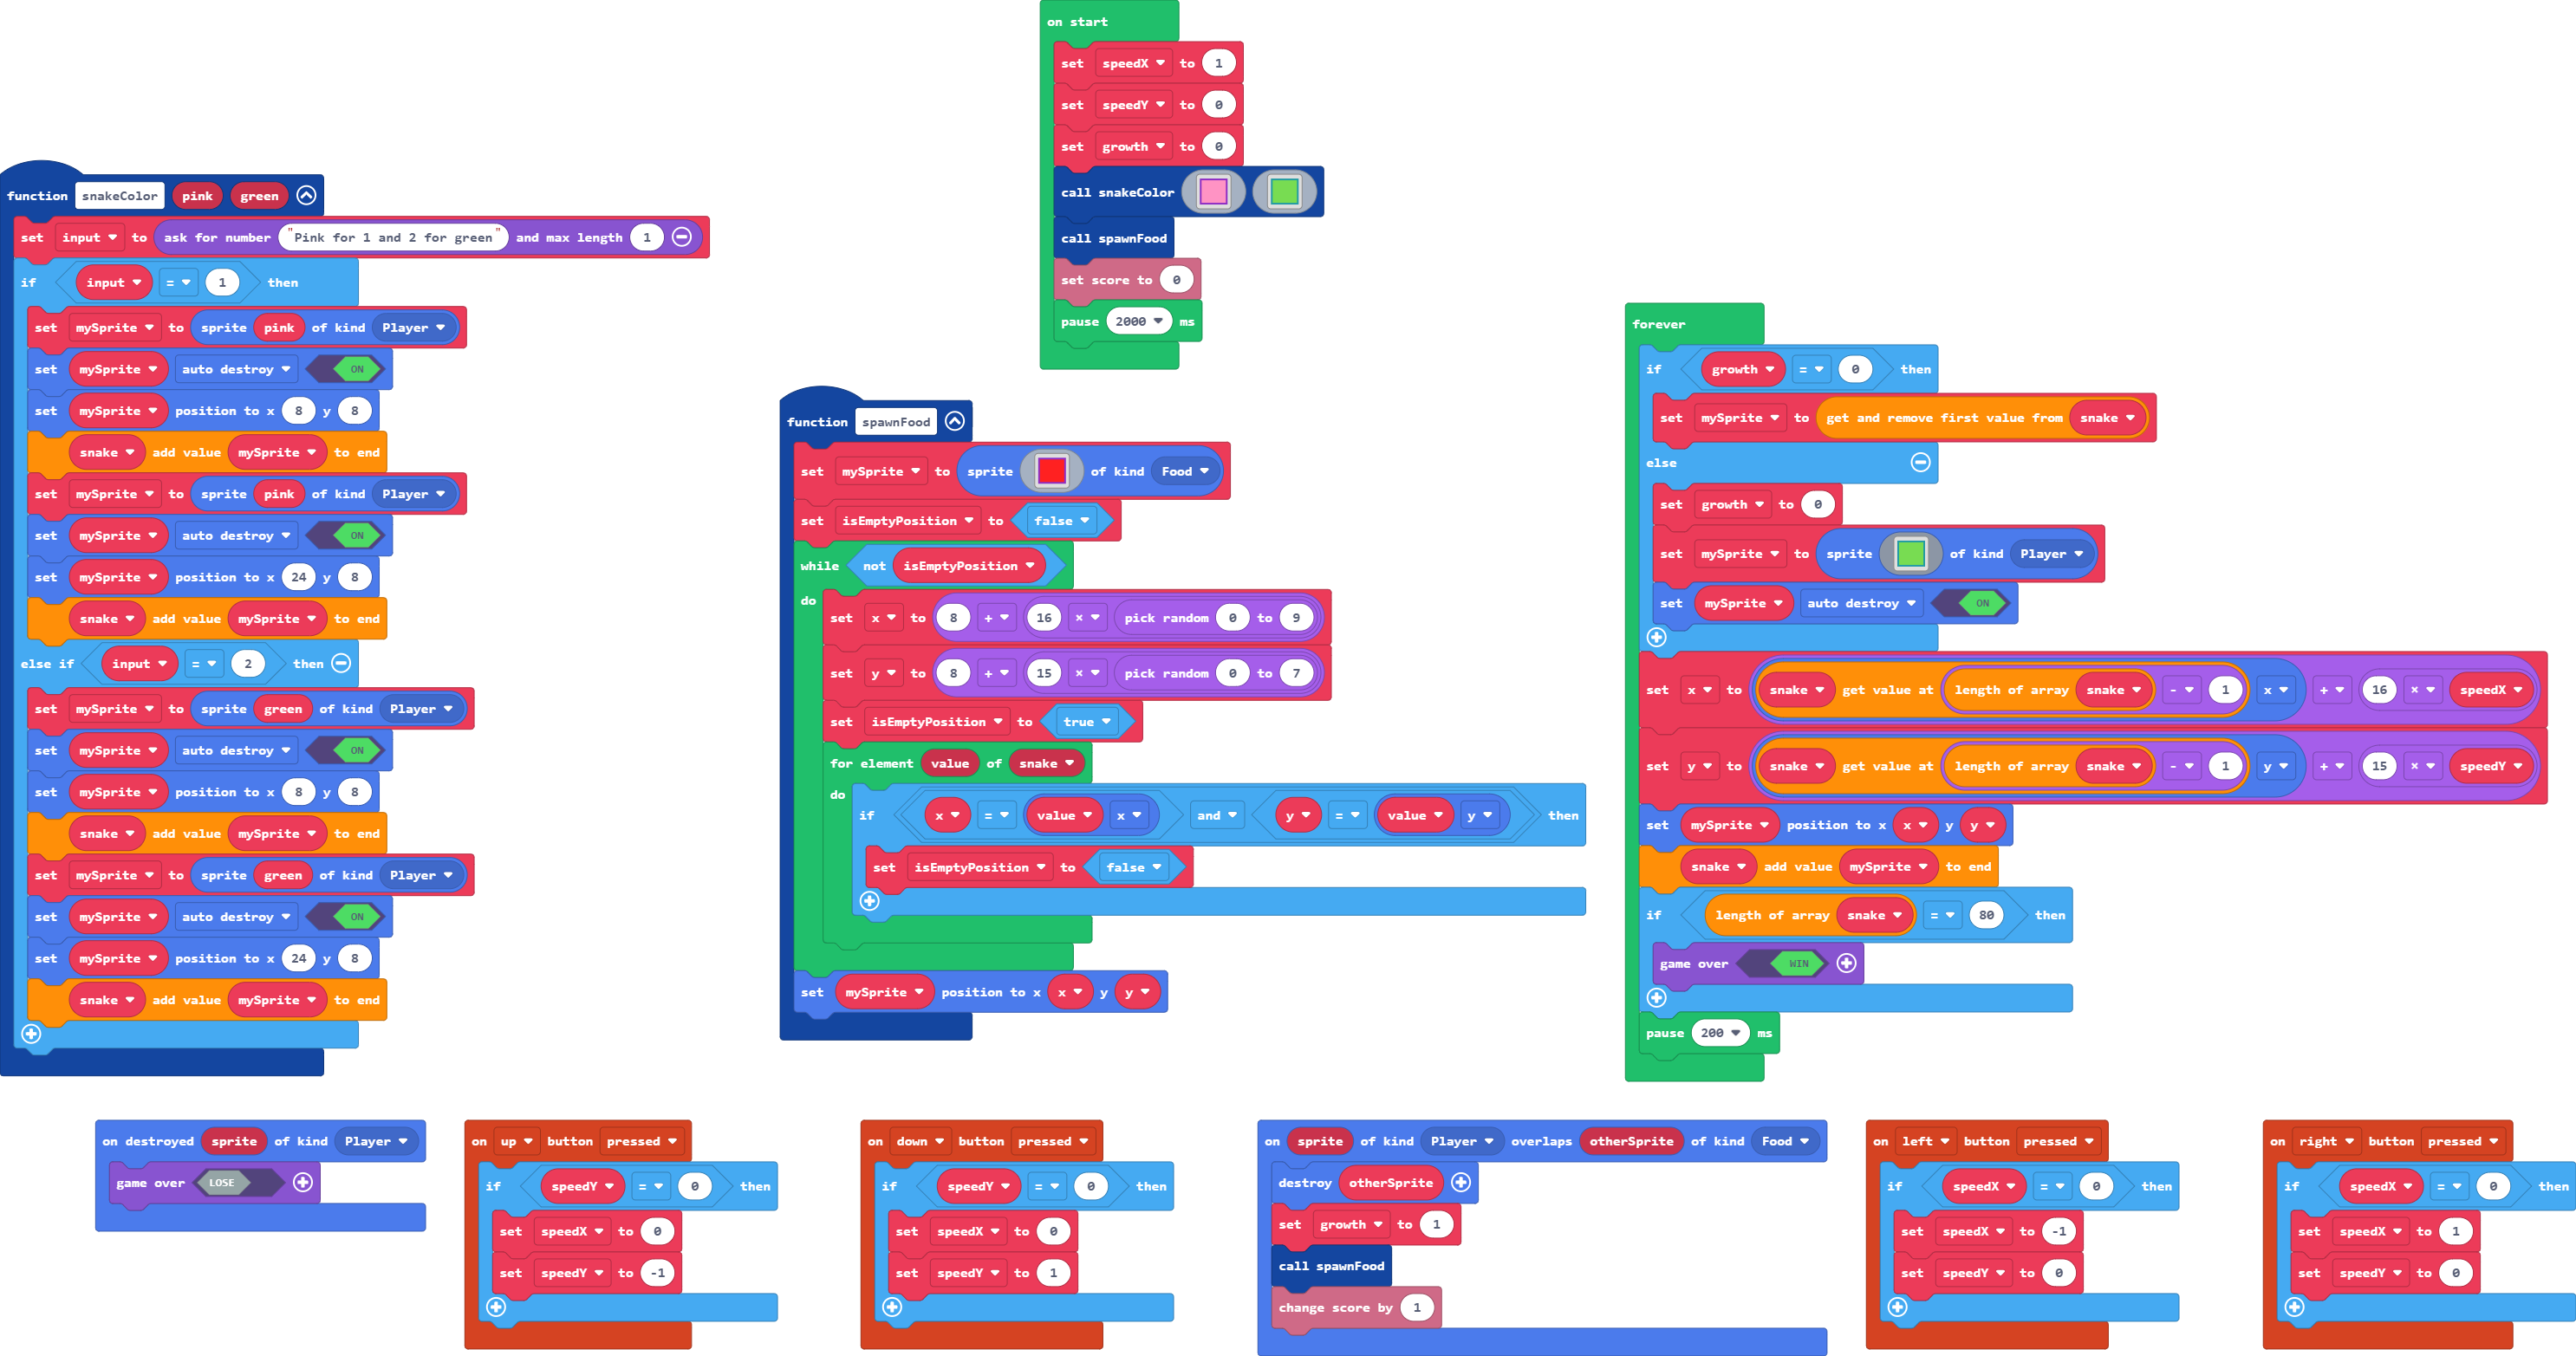 on start
set speedX to 1
set speedY to 0
set growth to 0
call snakeColor
call spawnFood
set score to 0
pause 2000 ms
function snakeColor pink green
set input to ask for number "Pink for 1 and 2 for green" and max length 1
if input = 1 then
set mySprite to sprite pink of kind Player
set mySprite auto destroy ON
set mySprite position to x 8 y 8
snake add value mySprite to end
set mySprite to sprite pink of kind Player
set mySprite auto destroy ON
set mySprite position to x 24 y 8
snake add value mySprite to end
else if input = 2 then
set mySprite to sprite green of kind Player
set mySprite auto destroy ON
set mySprite position to x 8 y 8
snake add value mySprite to end
set mySprite to sprite green of kind Player
set mySprite auto destroy ON
set mySprite position to x 24 y 8
snake add value mySprite to end
function spawnFood
set mySprite to sprite of kind Food
set isEmptyPosition to false
while not isEmptyPosition
do
set x to 8 + 16 × pick random 0 to 9
set y to 8 + 15 × pick random 0 to 7
set isEmptyPosition to true
for element value of snake
do
if x = value x and y = value y then
set isEmptyPosition to false
set mySprite position to x x y y
forever
if growth = 0 then
set mySprite to get and remove first value from snake
else
set growth to 0
set mySprite to sprite of kind Player
set mySprite auto destroy ON
set x to snake get value at length of array snake - 1 x + 16 × speedX
set y to snake get value at length of array snake - 1 y + 15 × speedY
set mySprite position to x x y y
snake add value mySprite to end
if length of array snake = 80 then
game over WIN
pause 200 ms
on destroyed sprite of kind Player
game over LOSE
on up button pressed
if speedY = 0 then
set speedX to 0
set speedY to -1
on down button pressed
if speedY = 0 then
set speedX to 0
set speedY to 1
on sprite of kind Player overlaps otherSprite of kind Food
destroy otherSprite
set growth to 1
call spawnFood
change score by 1
on left button pressed
if speedX = 0 then
set speedX to -1
set speedY to 0
on right button pressed
if speedX = 0 then
set speedX to 1
set speedY to 0